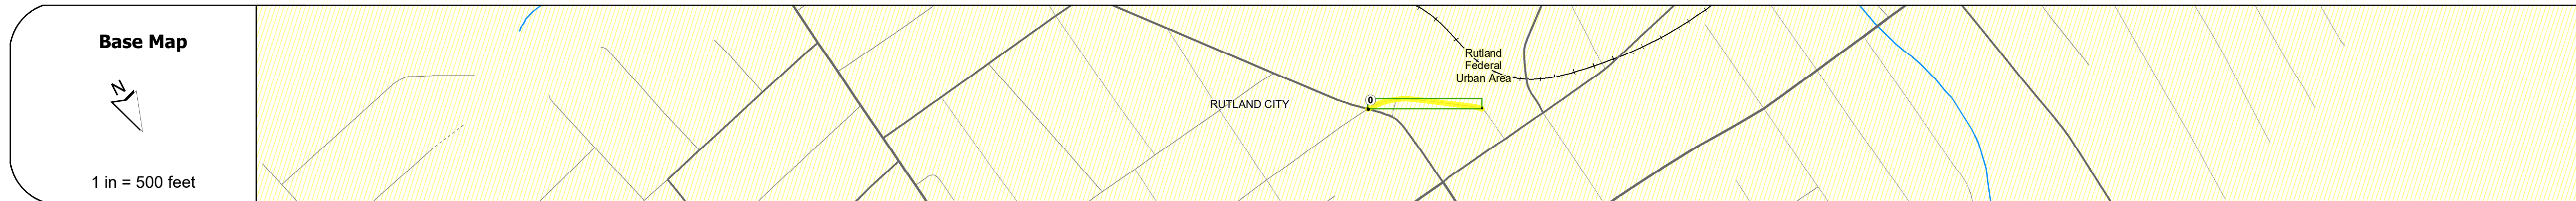 Base Map
N
1 in = 500 feet
RUTLAND CITY
0
Rutland
Federal
Urban Area